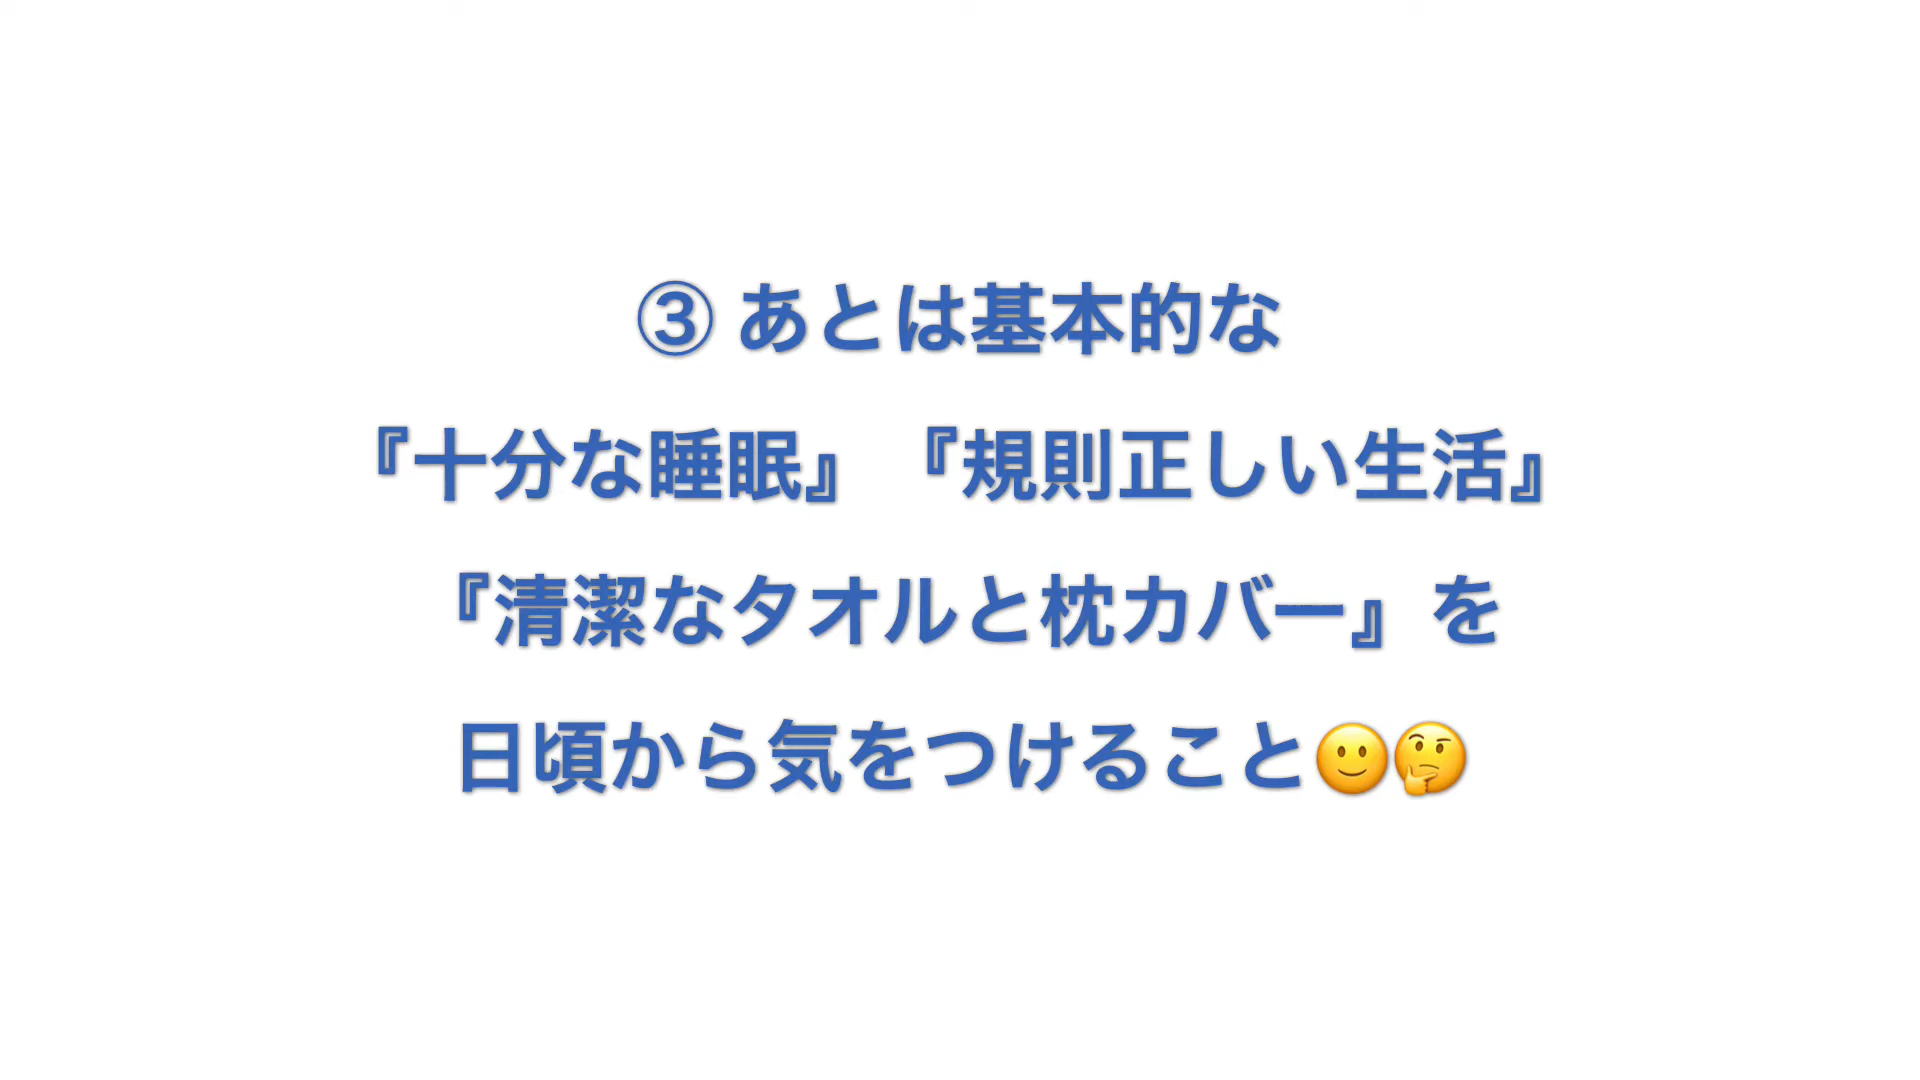 ③ あとは基本的な
『十分な睡眠』『規則正しい生活』
『清潔なタオルと枕カバー』を
日頃から気をつけること🙂🤔